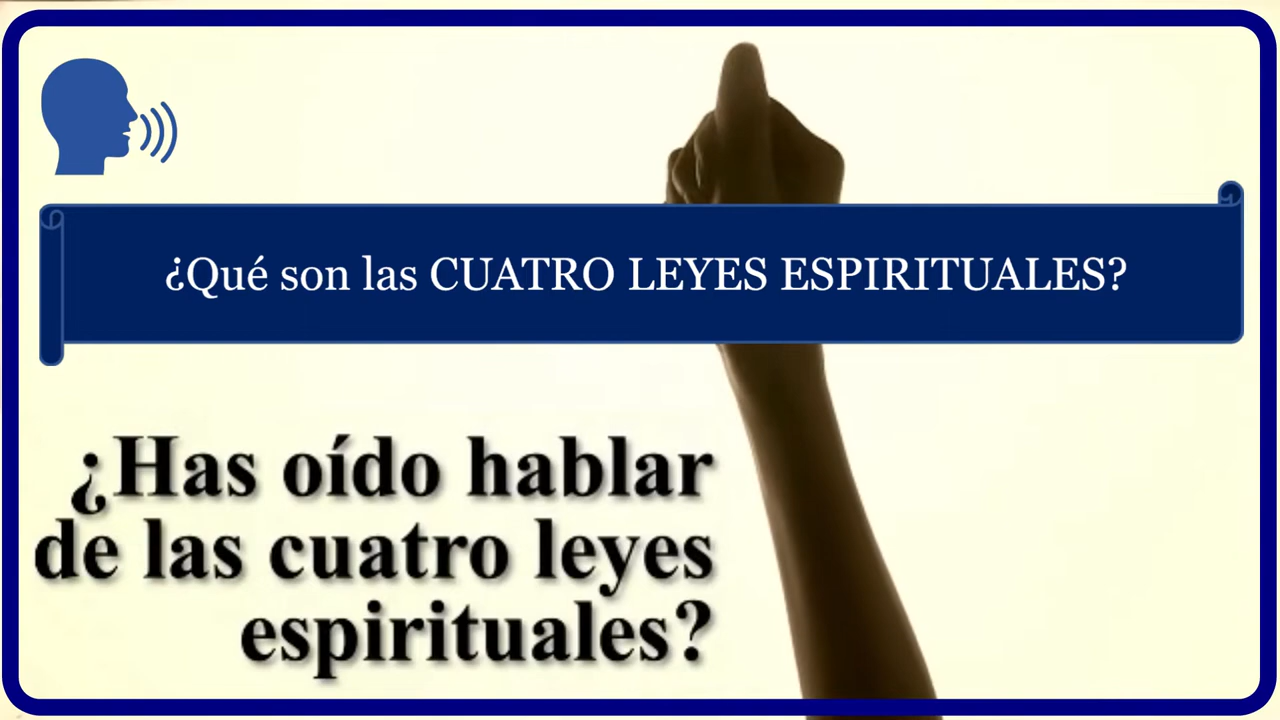 ¿Qué son las CUATRO LEYES ESPIRITUALES?
¿Has oído hablar
de las cuatro leyes
espirituales?